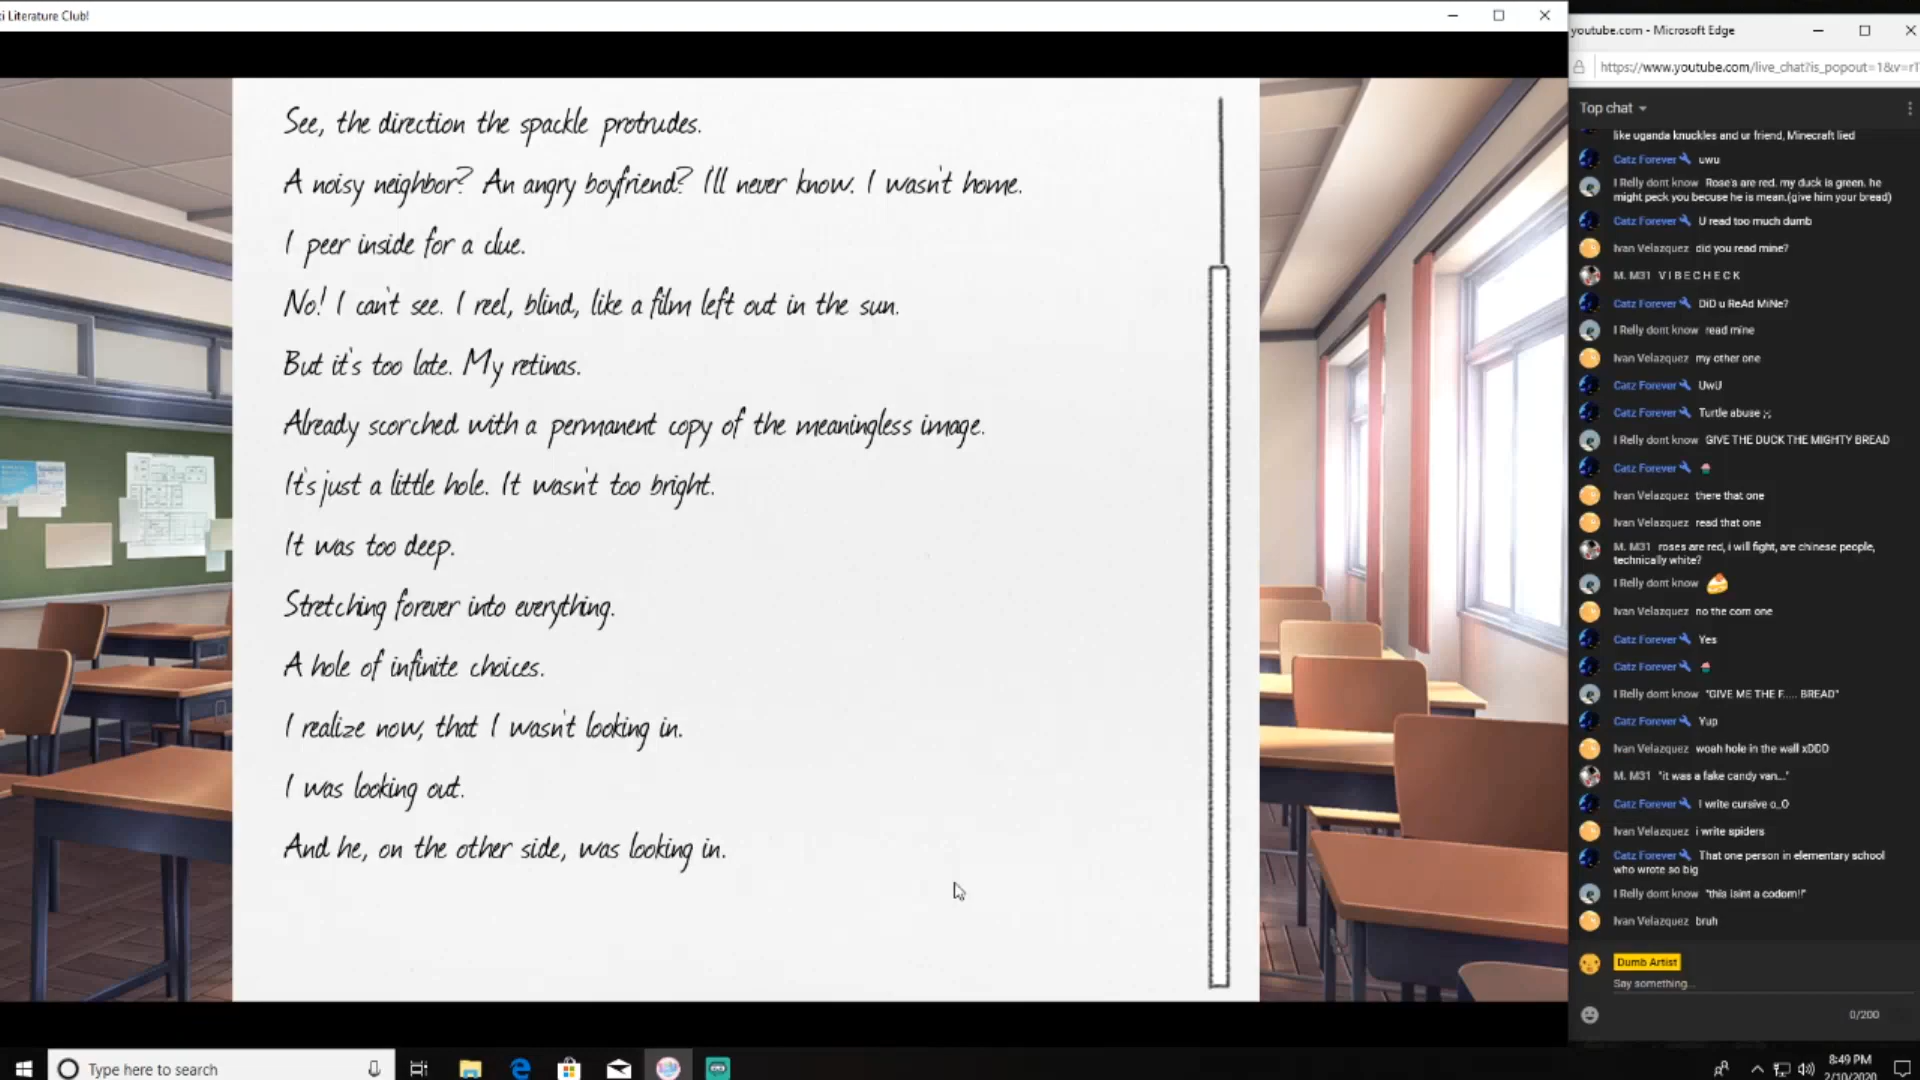 i Literature Club!
youtube.com - Microsoft Edge
https://www.youtube.com/live_chat?is_popout=1&v=rT
See, the direction the spackle protrudes.
A noisy neighbor? An angry boyfriend? I'll never know. I wasn't home.
I peer inside for a clue.
No! I can't see. I reel, blind, like a film left out in the sun.
But it's too late. My retinas.
Already scorched with a permanent copy of the meaningless image.
It's just a little hole. It wasn't too bright.
It was too deep.
Stretching forever into everything.
A hole of infinite choices.
I realize now, that I wasn't looking in.
I was looking out.
And he, on the other side, was looking in.
Top chat
like uganda knuckles and ur friend, Minecraft lied
Catz Forever uwu
I Relly dont know Rose's are red. my duck is green. he
might peck you becuse he is mean.(give him your bread)
Catz Forever U read too much dumb
Ivan Velazquez did you read mine?
M. M31 V I B E C H E C K
Catz Forever DiD u ReAd MiNe?
I Relly dont know read mine
Ivan Velazquez my other one
Catz Forever UwU
Catz Forever Turtle abuse ;-;
I Relly dont know GIVE THE DUCK THE MIGHTY BREAD
Catz Forever
Ivan Velazquez there that one
Ivan Velazquez read that one
M. M31 roses are red, i will fight, are chinese people,
technically white?
I Relly dont know
Ivan Velazquez no the corn one
Catz Forever Yes
Catz Forever
I Relly dont know "GIVE ME THE F..... BREAD"
Catz Forever Yup
Ivan Velazquez woah hole in the wall xDDD
M. M31 "it was a fake candy van..."
Catz Forever I write cursive o_O
Ivan Velazquez i write spiders
Catz Forever That one person in elementary school
who wrote so big
I Relly dont know "this isint a codom!!"
Ivan Velazquez bruh
Dumb Artist
Say something...
0/200
Type here to search
8:49 PM
2/10/2020